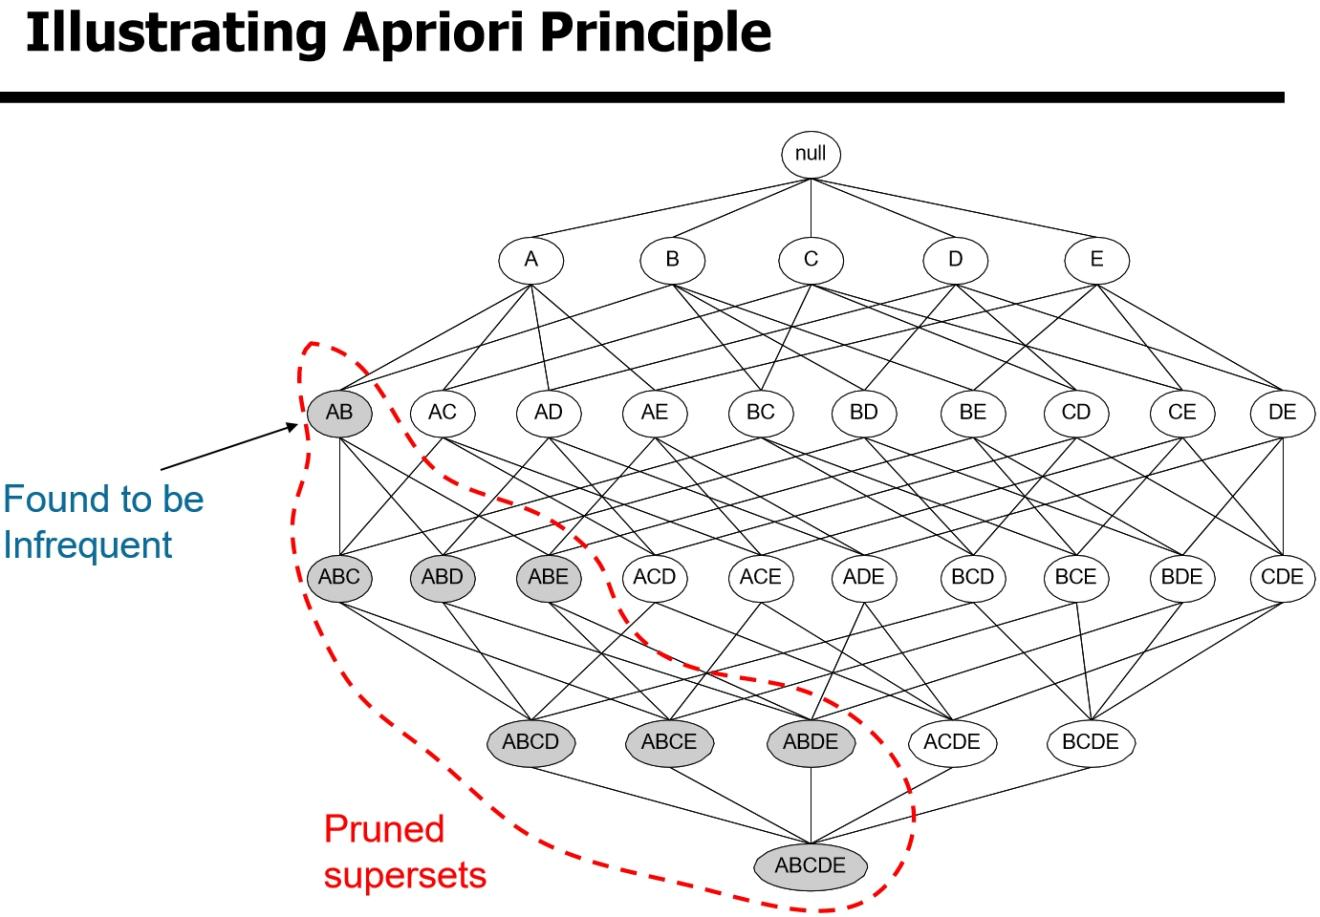 Illustrating Apriori Principle
null
A B C D E
AB AC AD AE BC BD BE CD CE DE
Found to be
Infrequent
ABC ABD ABE ACD ACE ADE BCD BCE BDE CDE
ABCD ABCE ABDE ACDE BCDE
Pruned
supersets
ABCDE